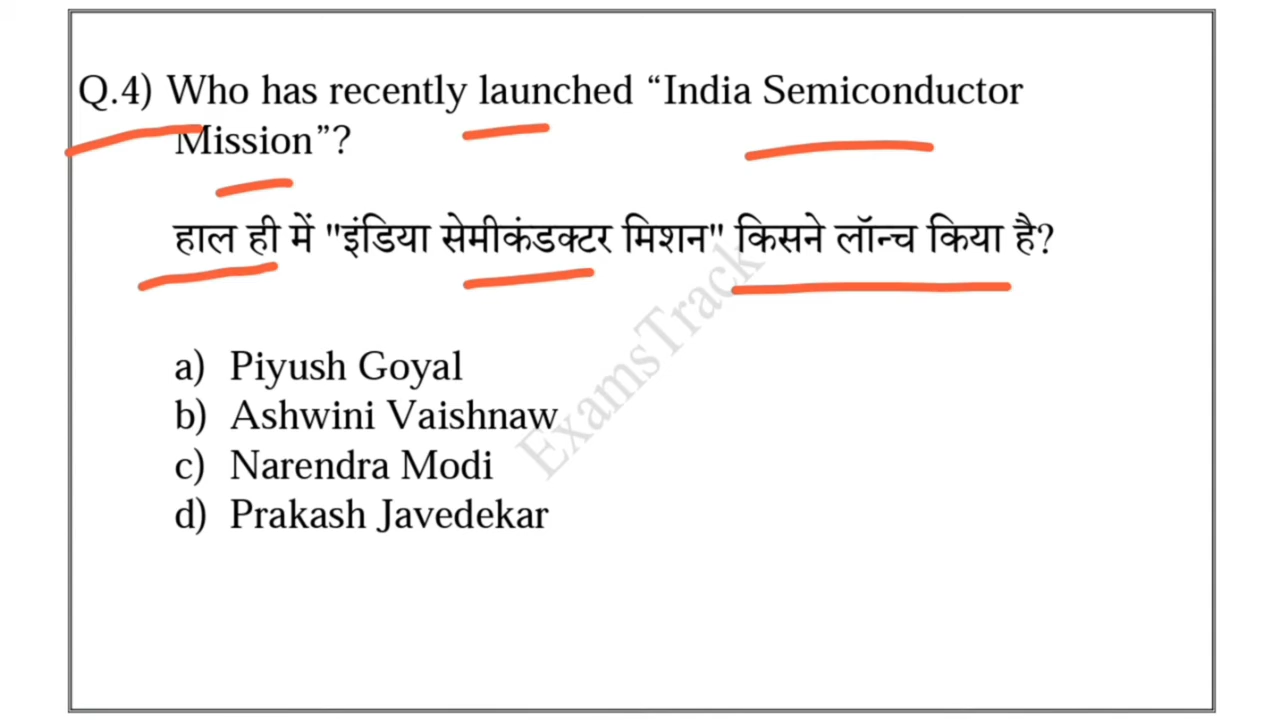 Q.4) Who has recently launched “India Semiconductor
Mission”?
हाल ही में "इंडिया सेमीकंडक्टर मिशन" किसने लॉन्च किया है?
a) Piyush Goyal
b) Ashwini Vaishnaw
c) Narendra Modi
d) Prakash Javedekar
ExamsTrack